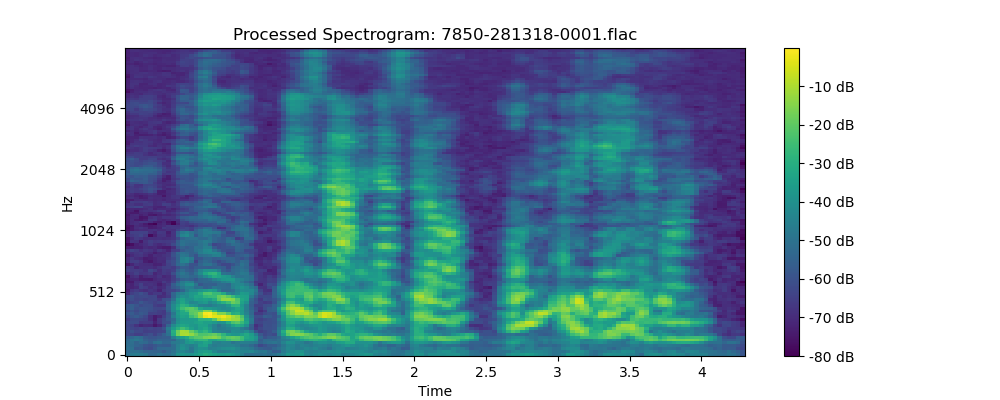 Processed Spectrogram: 7850-281318-0001.flac
Hz
4096
2048
1024
512
0
0 0.5 1 1.5 2 2.5 3 3.5 4
Time
-10 dB
-20 dB
-30 dB
-40 dB
-50 dB
-60 dB
-70 dB
-80 dB